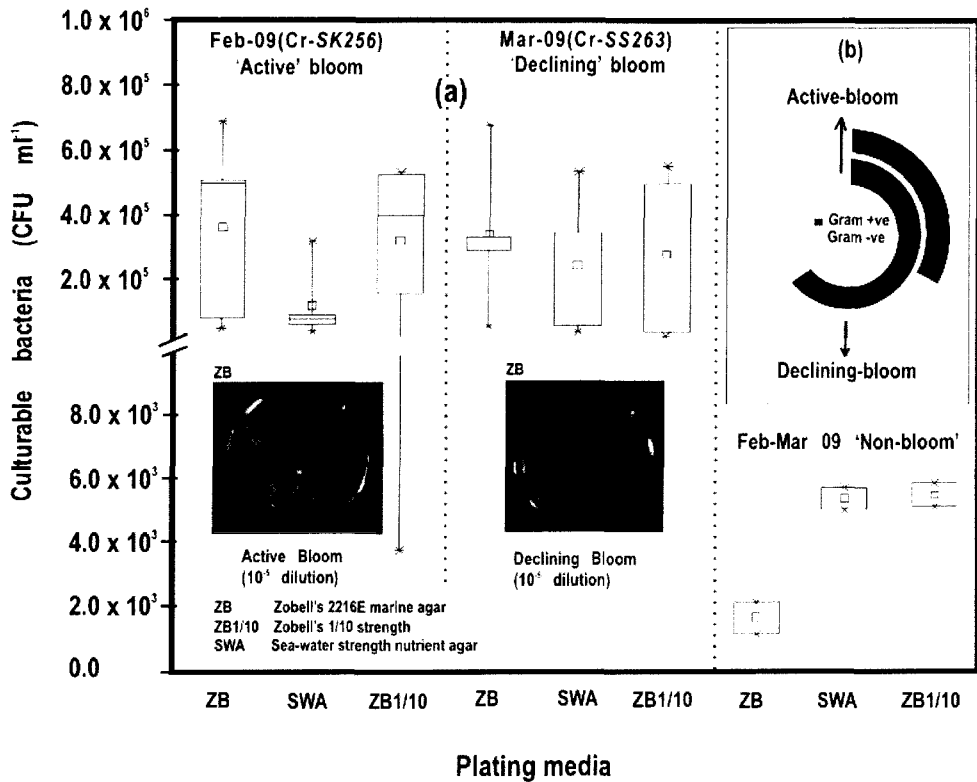 Feb-09(Cr-SK256)
'Active' bloom
Mar-09(Cr-SS263)
'Declining' bloom
(a)
(b)
Active-bloom
Gram +ve
Gram -ve
Declining-bloom
Feb-Mar 09 'Non-bloom'
Culturable bacteria (CFU ml⁻¹)
1.0 x 10⁶
8.0 x 10⁵
6.0 x 10⁵
4.0 x 10⁵
2.0 x 10⁵
8.0 x 10³
6.0 x 10³
4.0 x 10³
2.0 x 10³
0.0
ZB
Active Bloom
(10⁻⁵ dilution)
ZB
Declining Bloom
(10⁻⁵ dilution)
ZB Zobell's 2216E marine agar
ZB1/10 Zobell's 1/10 strength
SWA Sea-water strength nutrient agar
ZB SWA ZB1/10 ZB SWA ZB1/10 ZB SWA ZB1/10
Plating media